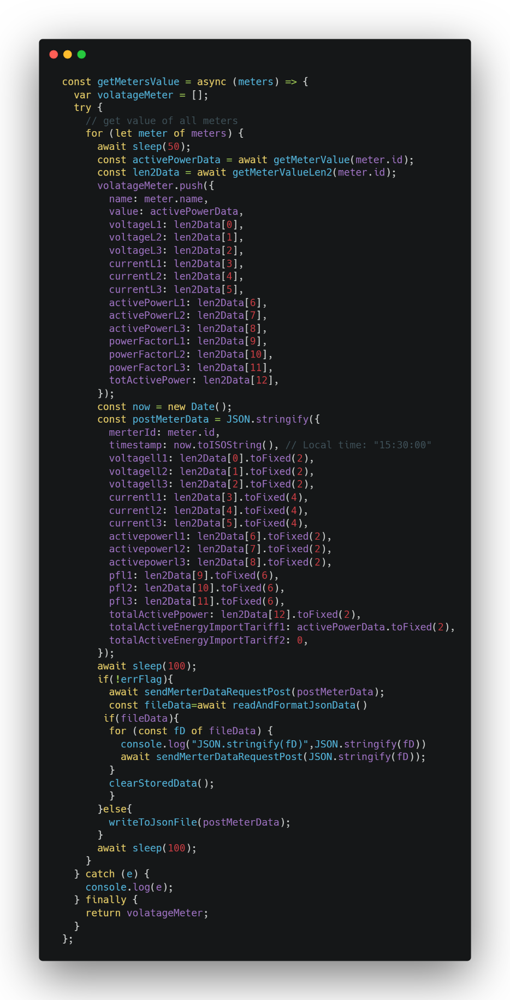 const getMetersValue = async (meters) => {
  var volatageMeter = [];
  try {
    // get value of all meters
    for (let meter of meters) {
      await sleep(50);
      const activePowerData = await getMeterValue(meter.id);
      const len2Data = await getMeterValueLen2(meter.id);
      volatageMeter.push({
        name: meter.name,
        value: activePowerData,
        voltageL1: len2Data[0],
        voltageL2: len2Data[1],
        voltageL3: len2Data[2],
        currentL1: len2Data[3],
        currentL2: len2Data[4],
        currentL3: len2Data[5],
        activePowerL1: len2Data[6],
        activePowerL2: len2Data[7],
        activePowerL3: len2Data[8],
        powerFactorL1: len2Data[9],
        powerFactorL2: len2Data[10],
        powerFactorL3: len2Data[11],
        totActivePower: len2Data[12],
      });
      const now = new Date();
      const postMeterData = JSON.stringify({
        merterId: meter.id,
        timestamp: now.toISOString(), // Local time: "15:30:00"
        voltagell1: len2Data[0].toFixed(2),
        voltagell2: len2Data[1].toFixed(2),
        voltagell3: len2Data[2].toFixed(2),
        currentl1: len2Data[3].toFixed(4),
        currentl2: len2Data[4].toFixed(4),
        currentl3: len2Data[5].toFixed(4),
        activepowerl1: len2Data[6].toFixed(2),
        activepowerl2: len2Data[7].toFixed(2),
        activepowerl3: len2Data[8].toFixed(2),
        pfl1: len2Data[9].toFixed(6),
        pfl2: len2Data[10].toFixed(6),
        pfl3: len2Data[11].toFixed(6),
        totalActivePpower: len2Data[12].toFixed(2),
        totalActiveEnergyImportTariff1: activePowerData.toFixed(2),
        totalActiveEnergyImportTariff2: 0,
      });
      await sleep(100);
      if(!errFlag){
        await sendMerterDataRequestPost(postMeterData);
        const fileData=await readAndFormatJsonData()
       if(fileData){
        for (const fD of fileData) {
          console.log("JSON.stringify(fD)",JSON.stringify(fD))
          await sendMerterDataRequestPost(JSON.stringify(fD));
        }
        clearStoredData();
        }
      }else{
        writeToJsonFile(postMeterData);
      }
      await sleep(100);
    }
  } catch (e) {
    console.log(e);
  } finally {
    return volatageMeter;
  }
};